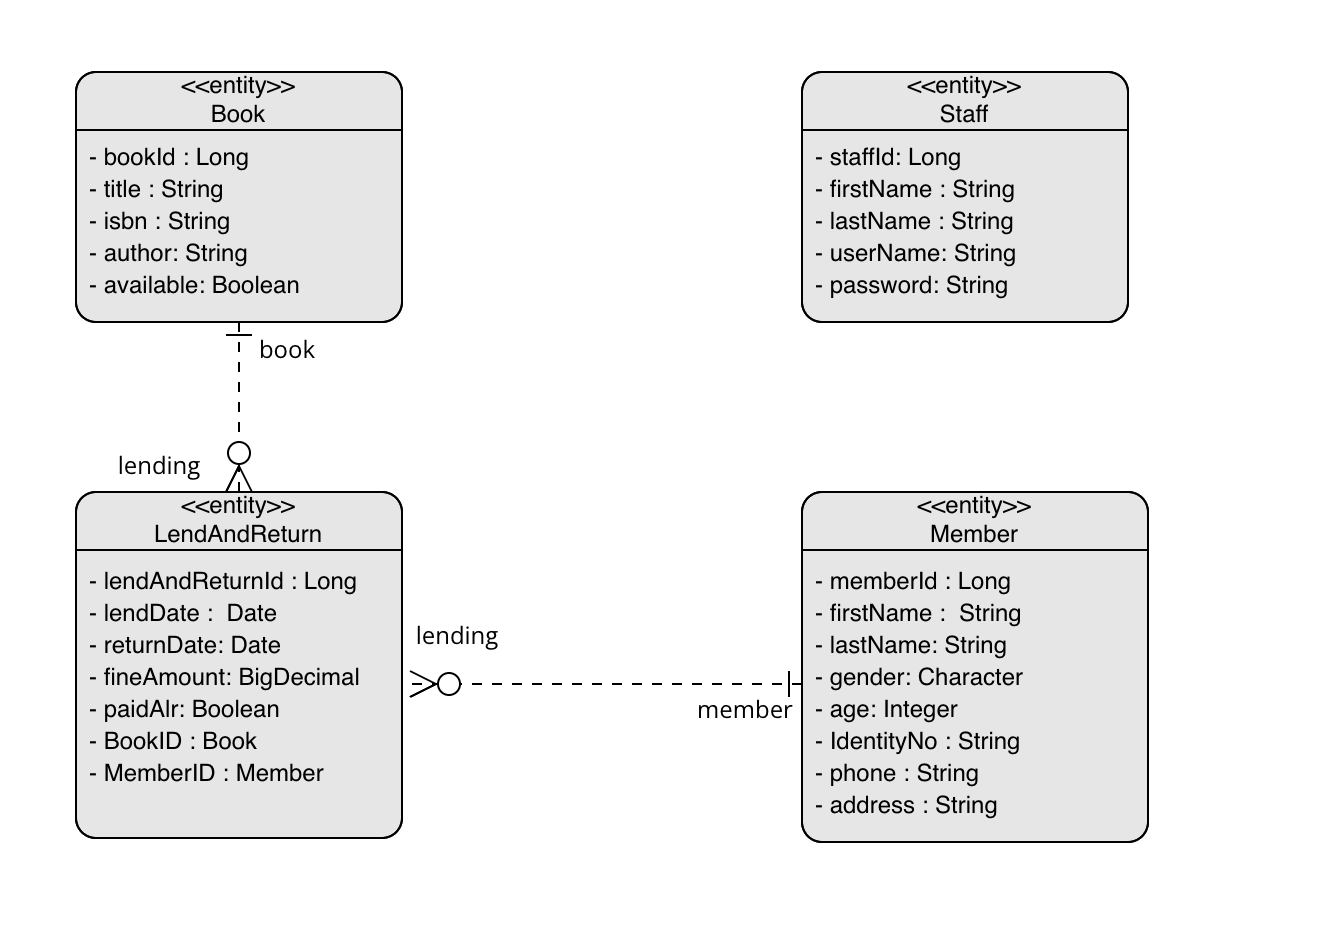 <<entity>>
Book
- bookId : Long
- title : String
- isbn : String
- author: String
- available: Boolean
<<entity>>
Staff
- staffId: Long
- firstName : String
- lastName : String
- userName: String
- password: String
book
lending
<<entity>>
LendAndReturn
- lendAndReturnId : Long
- lendDate :  Date
- returnDate: Date
- fineAmount: BigDecimal
- paidAlr: Boolean
- BookID : Book
- MemberID : Member
lending
member
<<entity>>
Member
- memberId : Long
- firstName :  String
- lastName: String
- gender: Character
- age: Integer
- IdentityNo : String
- phone : String
- address : String